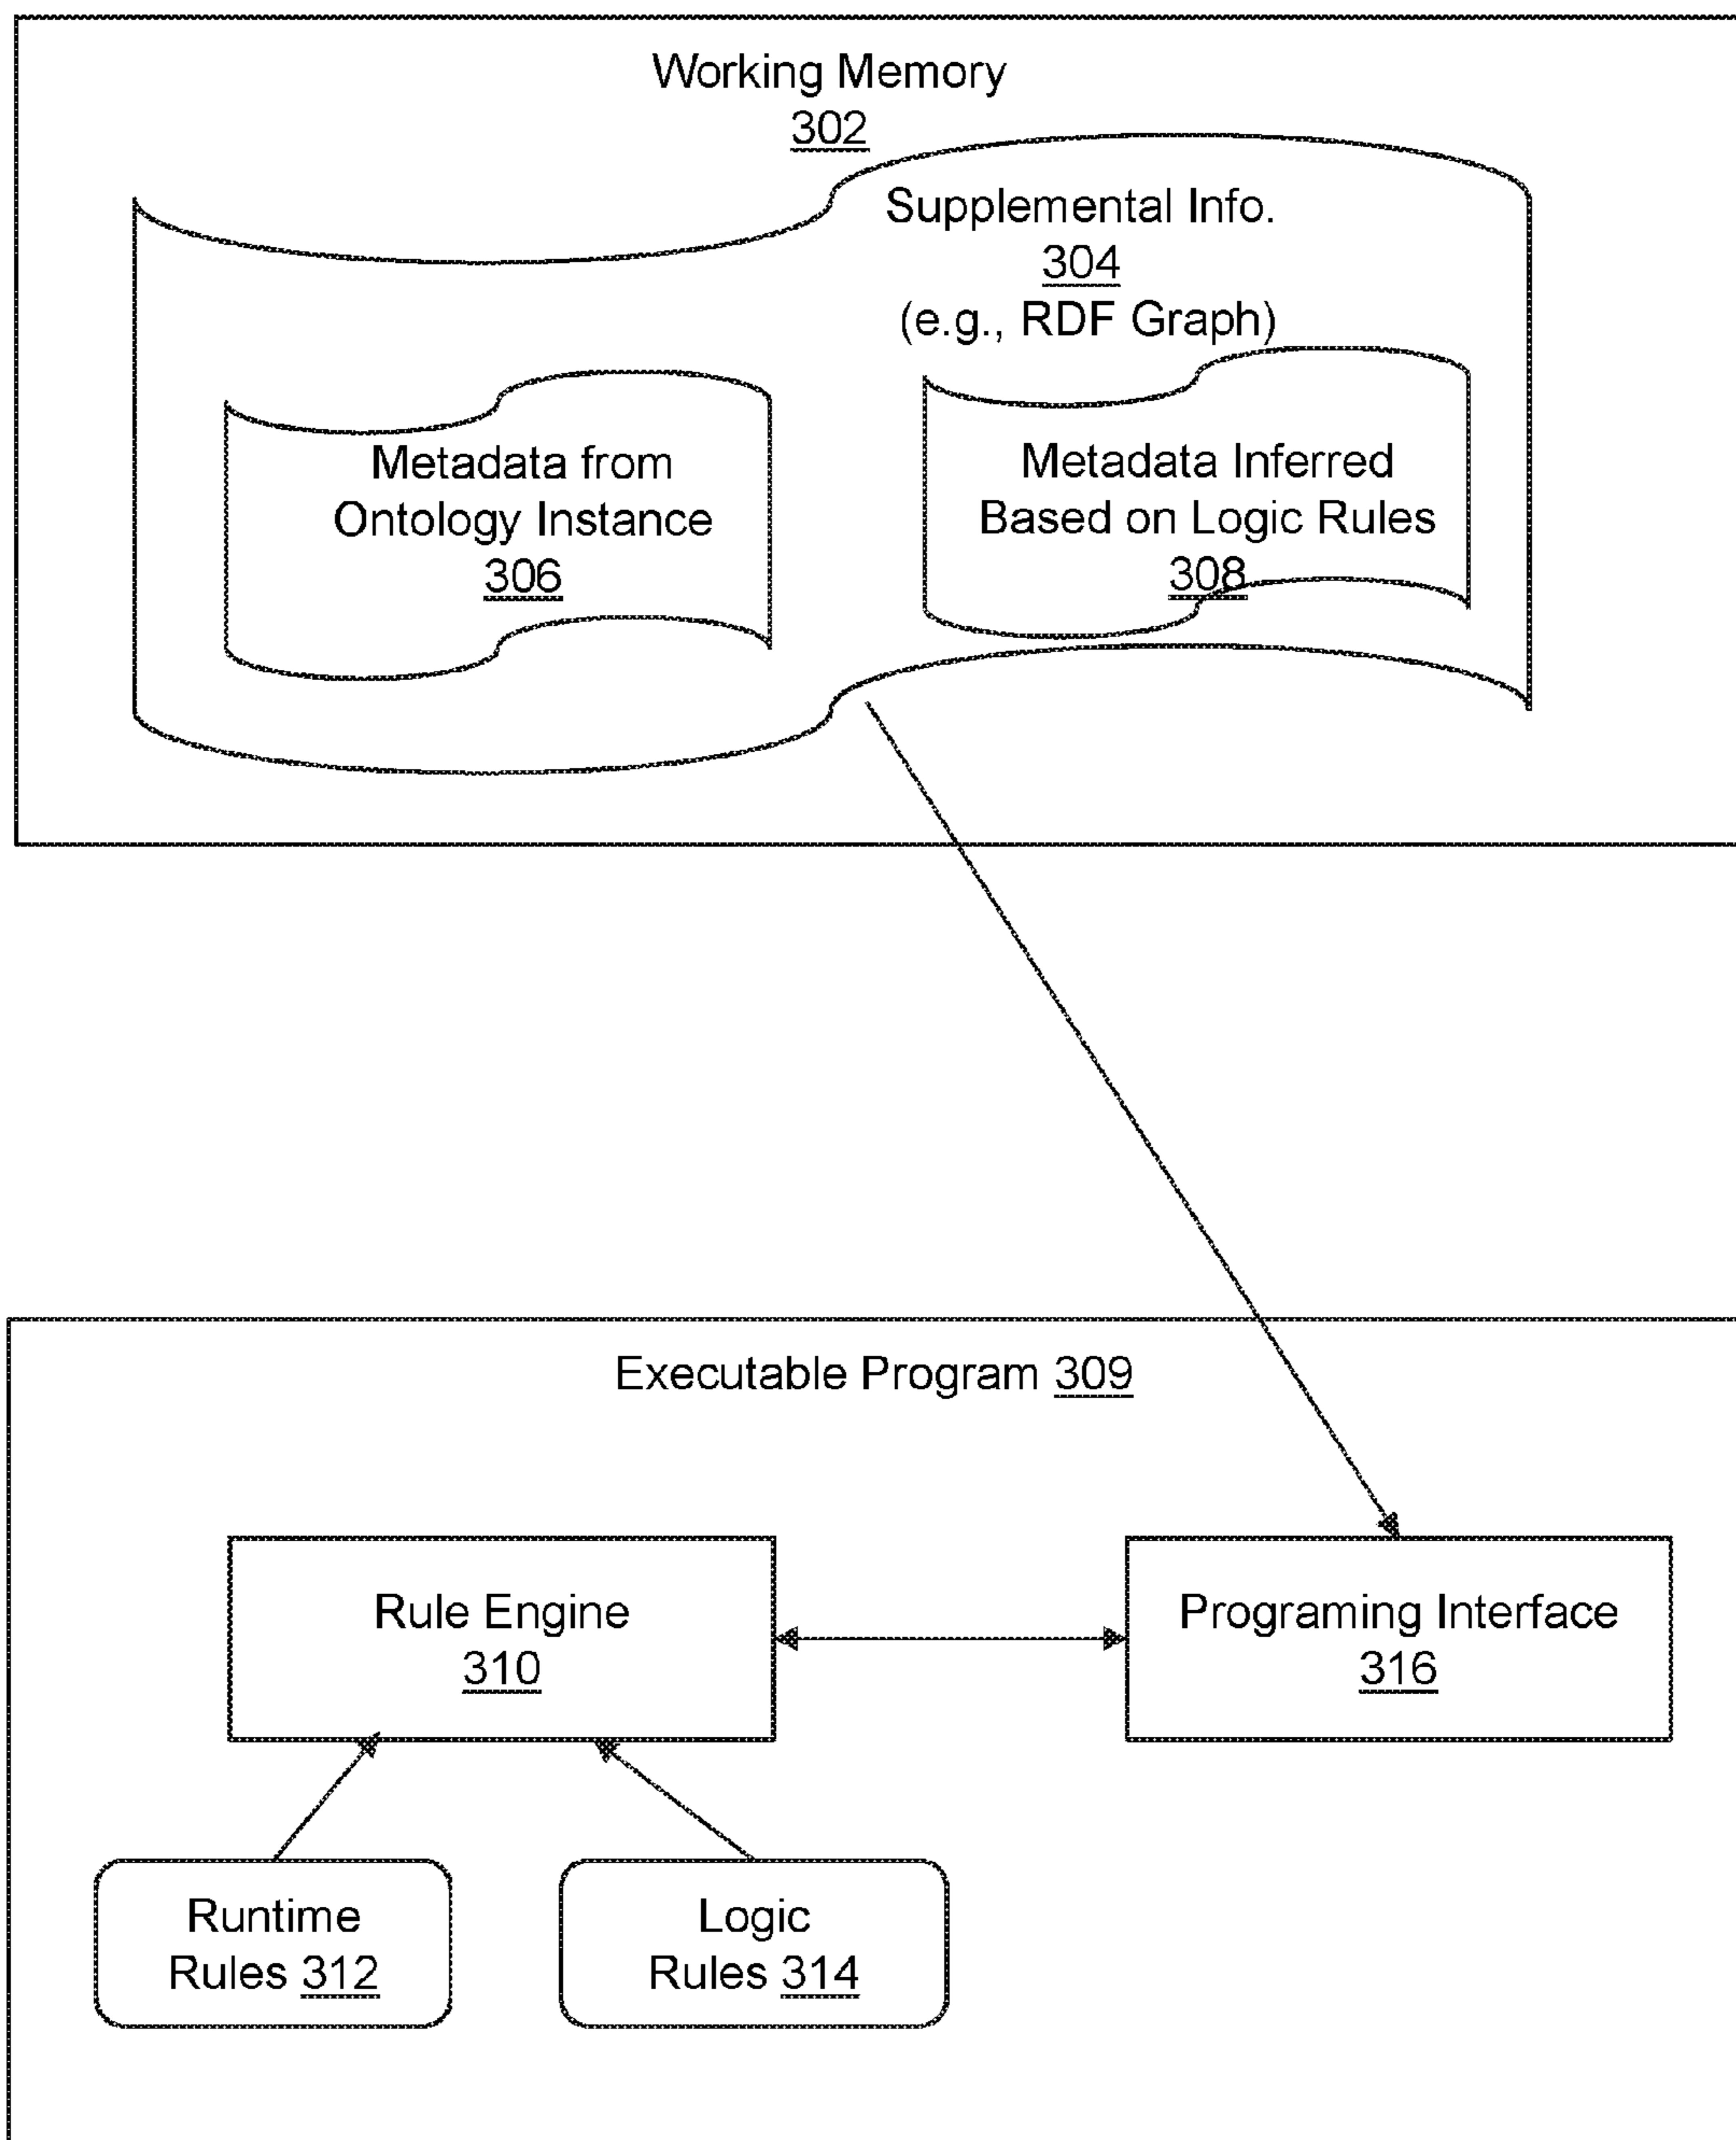 Working Memory
302
Supplemental Info.
304
(e.g., RDF Graph)
Metadata from
Ontology Instance
306
Metadata Inferred
Based on Logic Rules
308
Executable Program 309
Rule Engine
310
Programing Interface
316
Runtime
Rules 312
Logic
Rules 314